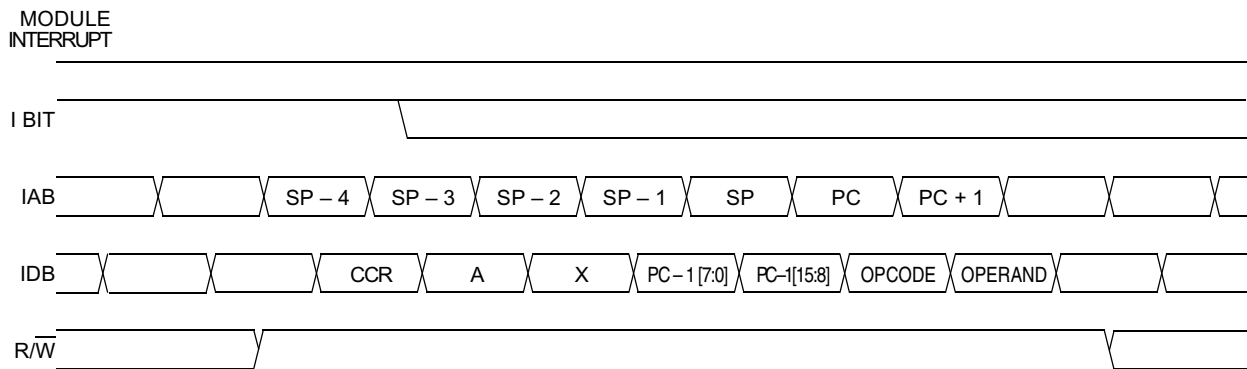 MODULE
INTERRUPT
I BIT
IAB SP – 4 SP – 3 SP – 2 SP – 1 SP PC PC + 1
IDB CCR A X PC – 1 [7:0] PC–1[15:8] OPCODE OPERAND
R/W